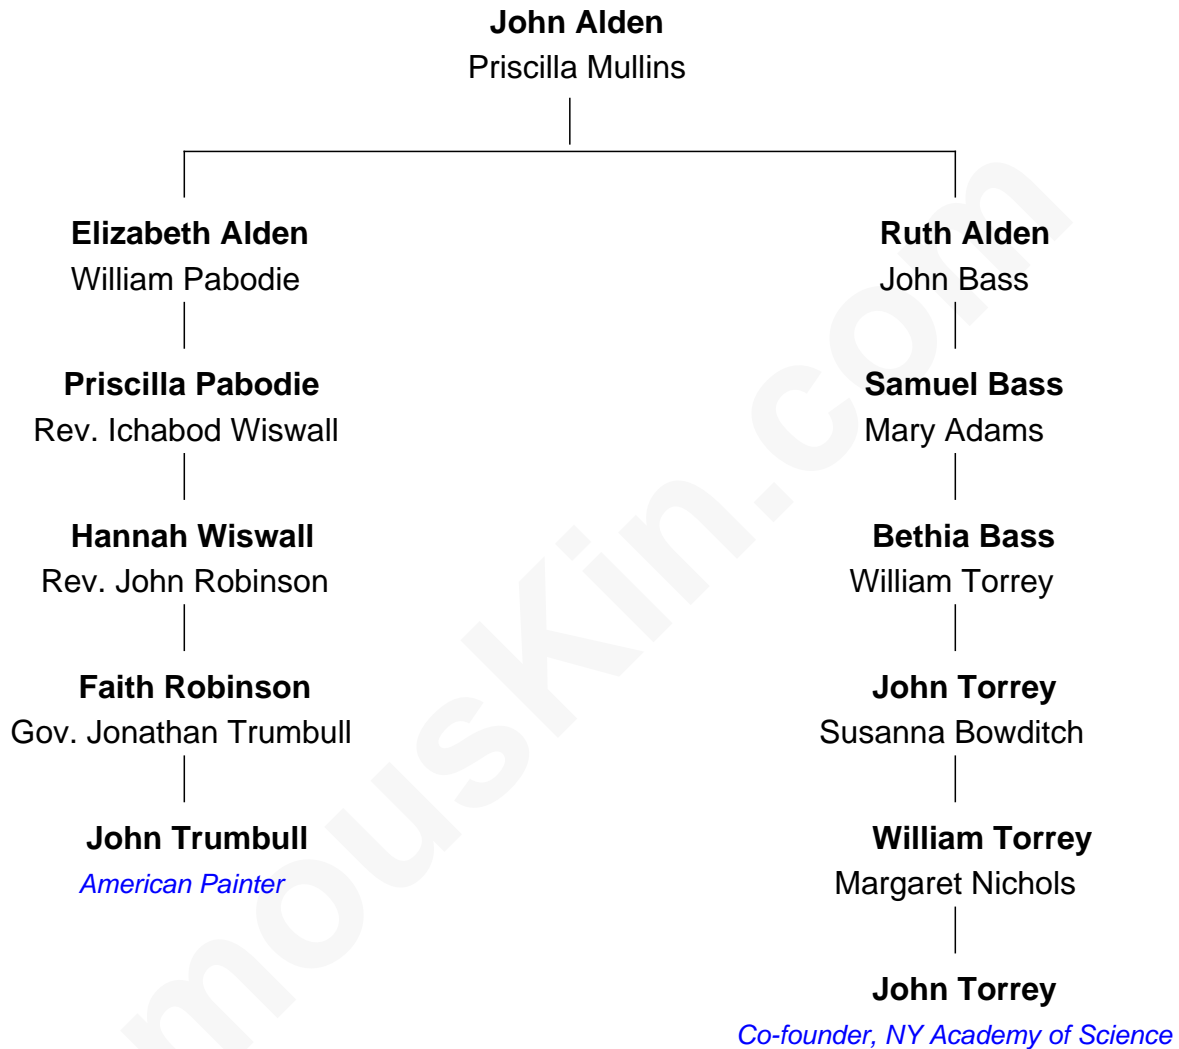 John Alden
Priscilla Mullins
Elizabeth Alden
William Pabodie
Priscilla Pabodie
Rev. Ichabod Wiswall
Hannah Wiswall
Rev. John Robinson
Faith Robinson
Gov. Jonathan Trumbull
John Trumbull
American Painter
Ruth Alden
John Bass
Samuel Bass
Mary Adams
Bethia Bass
William Torrey
John Torrey
Susanna Bowditch
William Torrey
Margaret Nichols
John Torrey
Co-founder, NY Academy of Science
mousKin.com